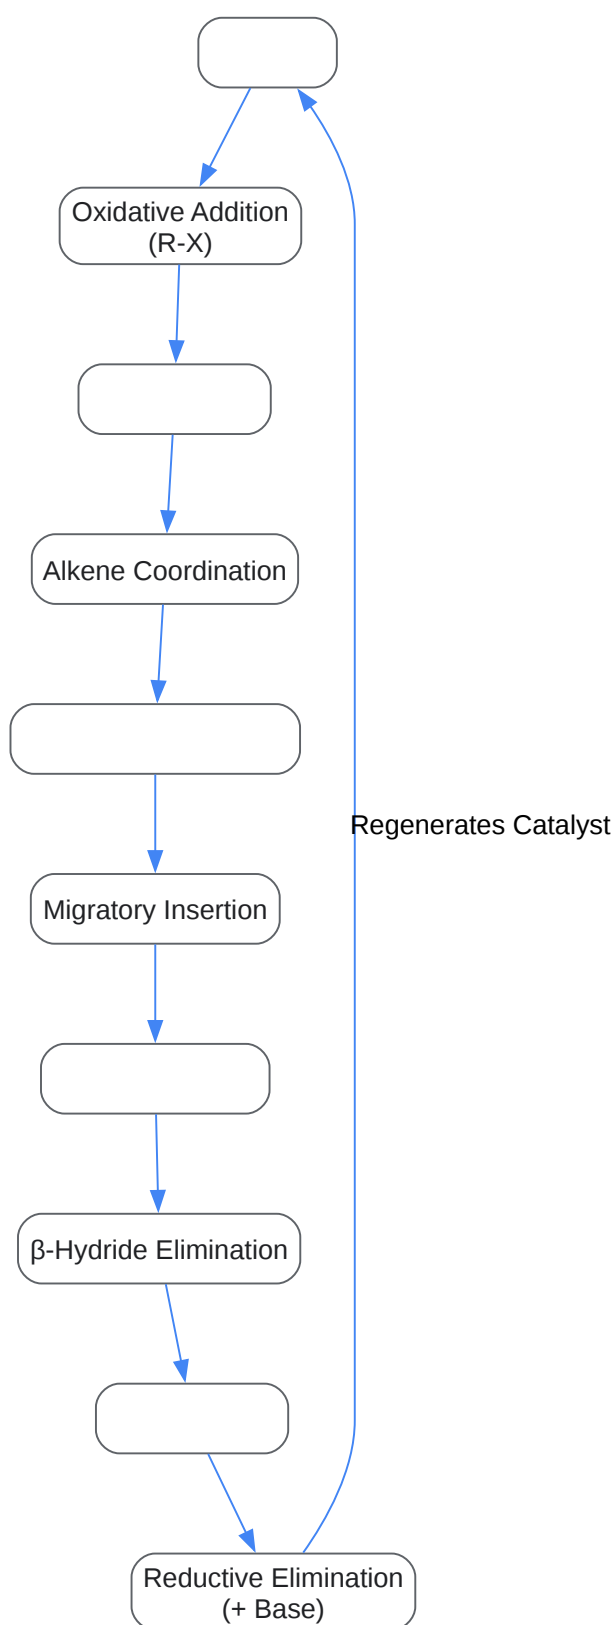 Oxidative Addition
(R-X)
Alkene Coordination
Regenerates Catalyst
Migratory Insertion
β-Hydride Elimination
Reductive Elimination
(+ Base)